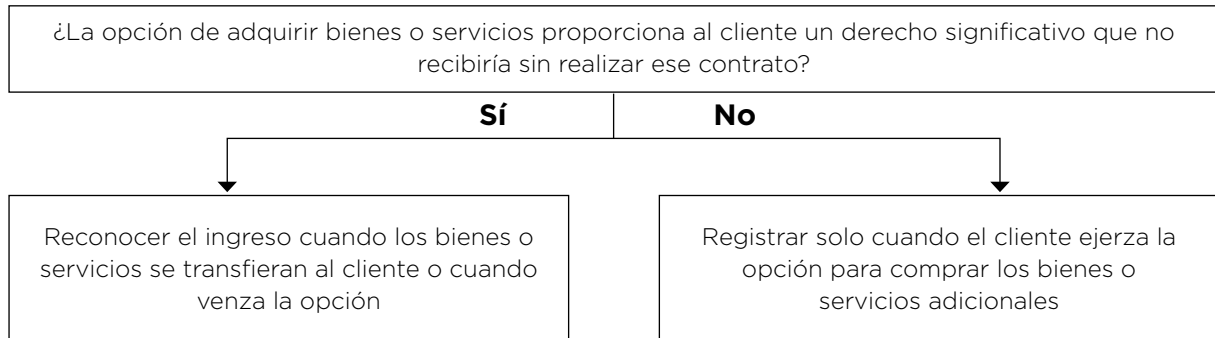 ¿La opción de adquirir bienes o servicios proporciona al cliente un derecho significativo que no
recibiría sin realizar ese contrato?
Sí
No
Reconocer el ingreso cuando los bienes o
servicios se transfieran al cliente o cuando
venza la opción
Registrar solo cuando el cliente ejerza la
opción para comprar los bienes o
servicios adicionales